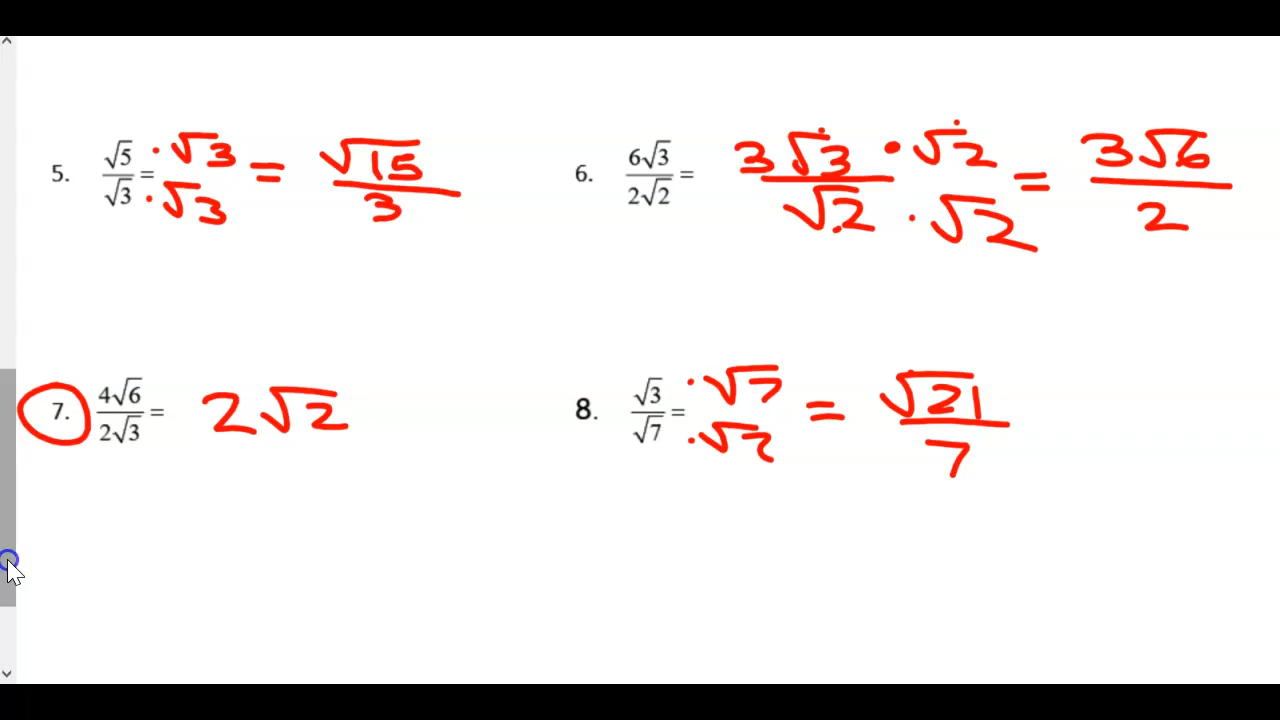 5. √5/√3 = ·√3/·√3 = √15/3
6. 6√3/2√2 = 3√3/√2 ·√2/·√2 = 3√6/2
7. 4√6/2√3 = 2√2
8. √3/√7 = ·√7/·√7 = √21/7